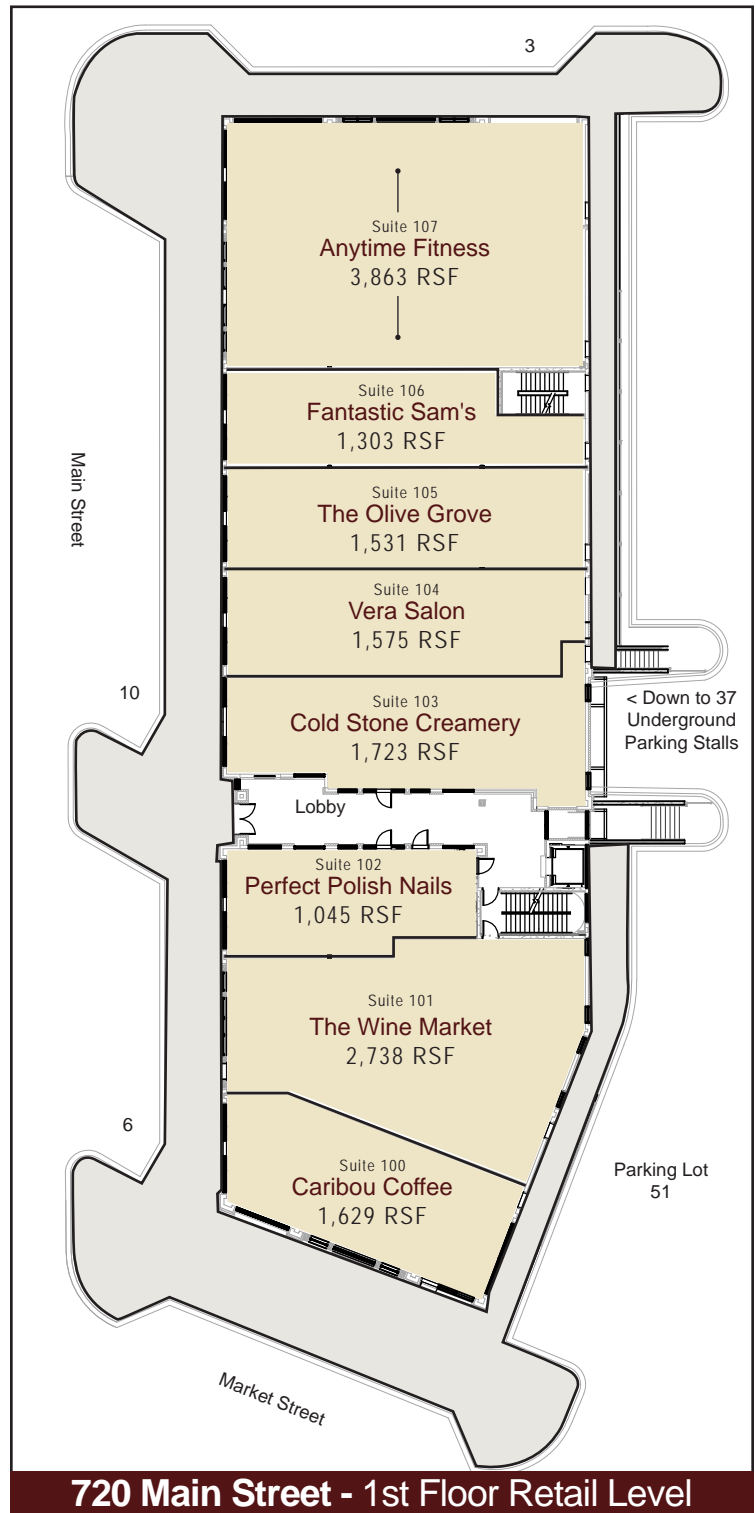 3
Suite 107
Anytime Fitness
3,863 RSF
Suite 106
Fantastic Sam's
1,303 RSF
Main Street
Suite 105
The Olive Grove
1,531 RSF
Suite 104
Vera Salon
1,575 RSF
10
Suite 103
Cold Stone Creamery
1,723 RSF
< Down to 37
Underground
Parking Stalls
Lobby
Suite 102
Perfect Polish Nails
1,045 RSF
Suite 101
The Wine Market
2,738 RSF
6
Suite 100
Caribou Coffee
1,629 RSF
Parking Lot
51
Market Street
720 Main Street - 1st Floor Retail Level